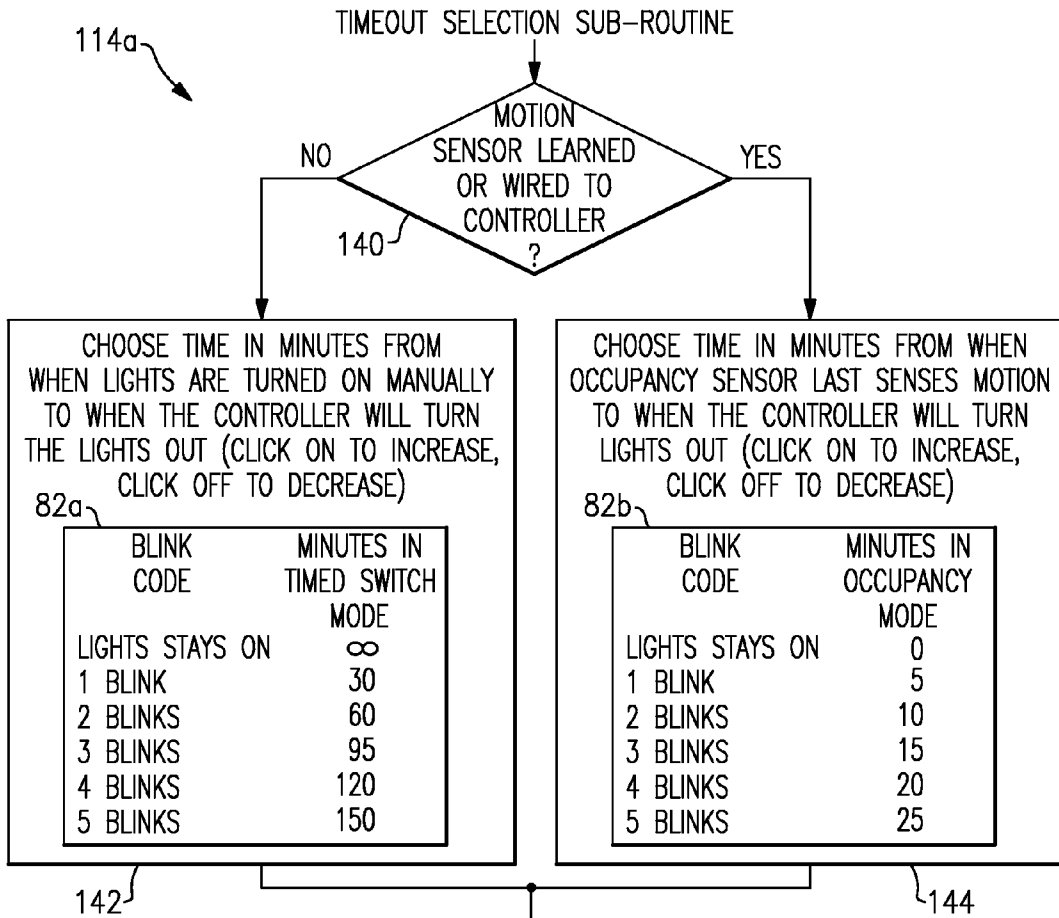 TIMEOUT SELECTION SUB-ROUTINE
114a
MOTION
SENSOR LEARNED
OR WIRED TO
CONTROLLER
?
NO
YES
140
CHOOSE TIME IN MINUTES FROM
WHEN LIGHTS ARE TURNED ON MANUALLY
TO WHEN THE CONTROLLER WILL TURN
THE LIGHTS OUT (CLICK ON TO INCREASE,
CLICK OFF TO DECREASE)
82a
BLINK MINUTES IN
CODE TIMED SWITCH
MODE
LIGHTS STAYS ON ∞
1 BLINK 30
2 BLINKS 60
3 BLINKS 95
4 BLINKS 120
5 BLINKS 150
142
CHOOSE TIME IN MINUTES FROM WHEN
OCCUPANCY SENSOR LAST SENSES MOTION
TO WHEN THE CONTROLLER WILL TURN
LIGHTS OUT (CLICK ON TO INCREASE,
CLICK OFF TO DECREASE)
82b
BLINK MINUTES IN
CODE OCCUPANCY
MODE
LIGHTS STAYS ON 0
1 BLINK 5
2 BLINKS 10
3 BLINKS 15
4 BLINKS 20
5 BLINKS 25
144